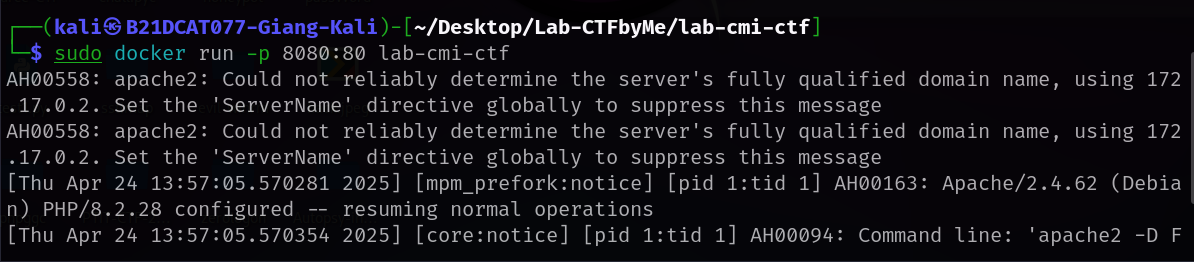 ┌──(kali㉿B21DCAT077-Giang-Kali)-[~/Desktop/Lab-CTFbyMe/lab-cmi-ctf]
└─$ sudo docker run -p 8080:80 lab-cmi-ctf
AH00558: apache2: Could not reliably determine the server's fully qualified domain name, using 172
.17.0.2. Set the 'ServerName' directive globally to suppress this message
AH00558: apache2: Could not reliably determine the server's fully qualified domain name, using 172
.17.0.2. Set the 'ServerName' directive globally to suppress this message
[Thu Apr 24 13:57:05.570281 2025] [mpm_prefork:notice] [pid 1:tid 1] AH00163: Apache/2.4.62 (Debia
n) PHP/8.2.28 configured -- resuming normal operations
[Thu Apr 24 13:57:05.570354 2025] [core:notice] [pid 1:tid 1] AH00094: Command line: 'apache2 -D F